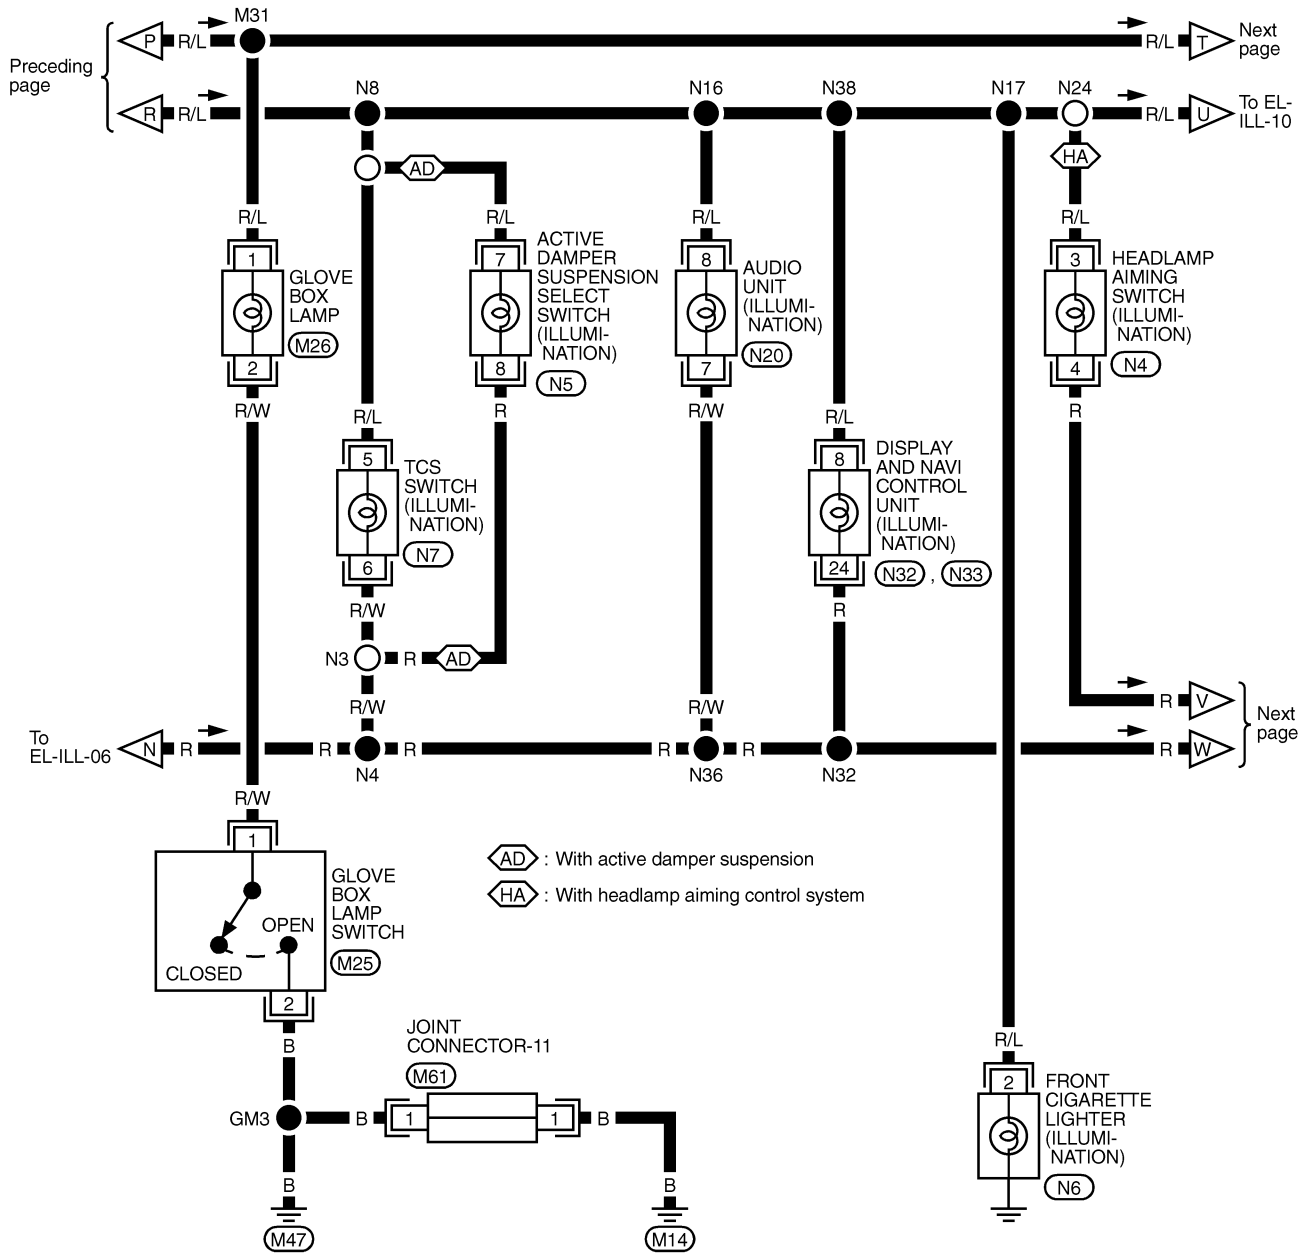 M31
P R/L
R/L T
Next
page
Preceding
page
N8
N16
N38
N17
N24
R R/L
R/L U
To EL-
ILL-10
AD
HA
R/L
R/L
R/L
R/L
1
7
8
3
GLOVE
BOX
LAMP
M26
ACTIVE
DAMPER
SUSPENSION
SELECT
SWITCH
(ILLUMI-
NATION)
N5
AUDIO
UNIT
(ILLUMI-
NATION)
N20
HEADLAMP
AIMING
SWITCH
(ILLUMI-
NATION)
N4
2
8
7
4
R/W
R
R/W
R
R/L
R/L
5
8
TCS
SWITCH
(ILLUMI-
NATION)
N7
DISPLAY
AND NAVI
CONTROL
UNIT
(ILLUMI-
NATION)
N32 , N33
6
24
R/W
R
N3
R AD
R/W
R/W
R V
To
EL-ILL-06
N R
R
R
R
R
R W
Next
page
N4
N36
N32
R/W
1
GLOVE
BOX
LAMP
SWITCH
M25
OPEN
CLOSED
2
AD : With active damper suspension
HA : With headlamp aiming control system
B
JOINT
CONNECTOR-11
M61
GM3
B 1
1 B
B
B
M47
M14
R/L
2
FRONT
CIGARETTE
LIGHTER
(ILLUMI-
NATION)
N6